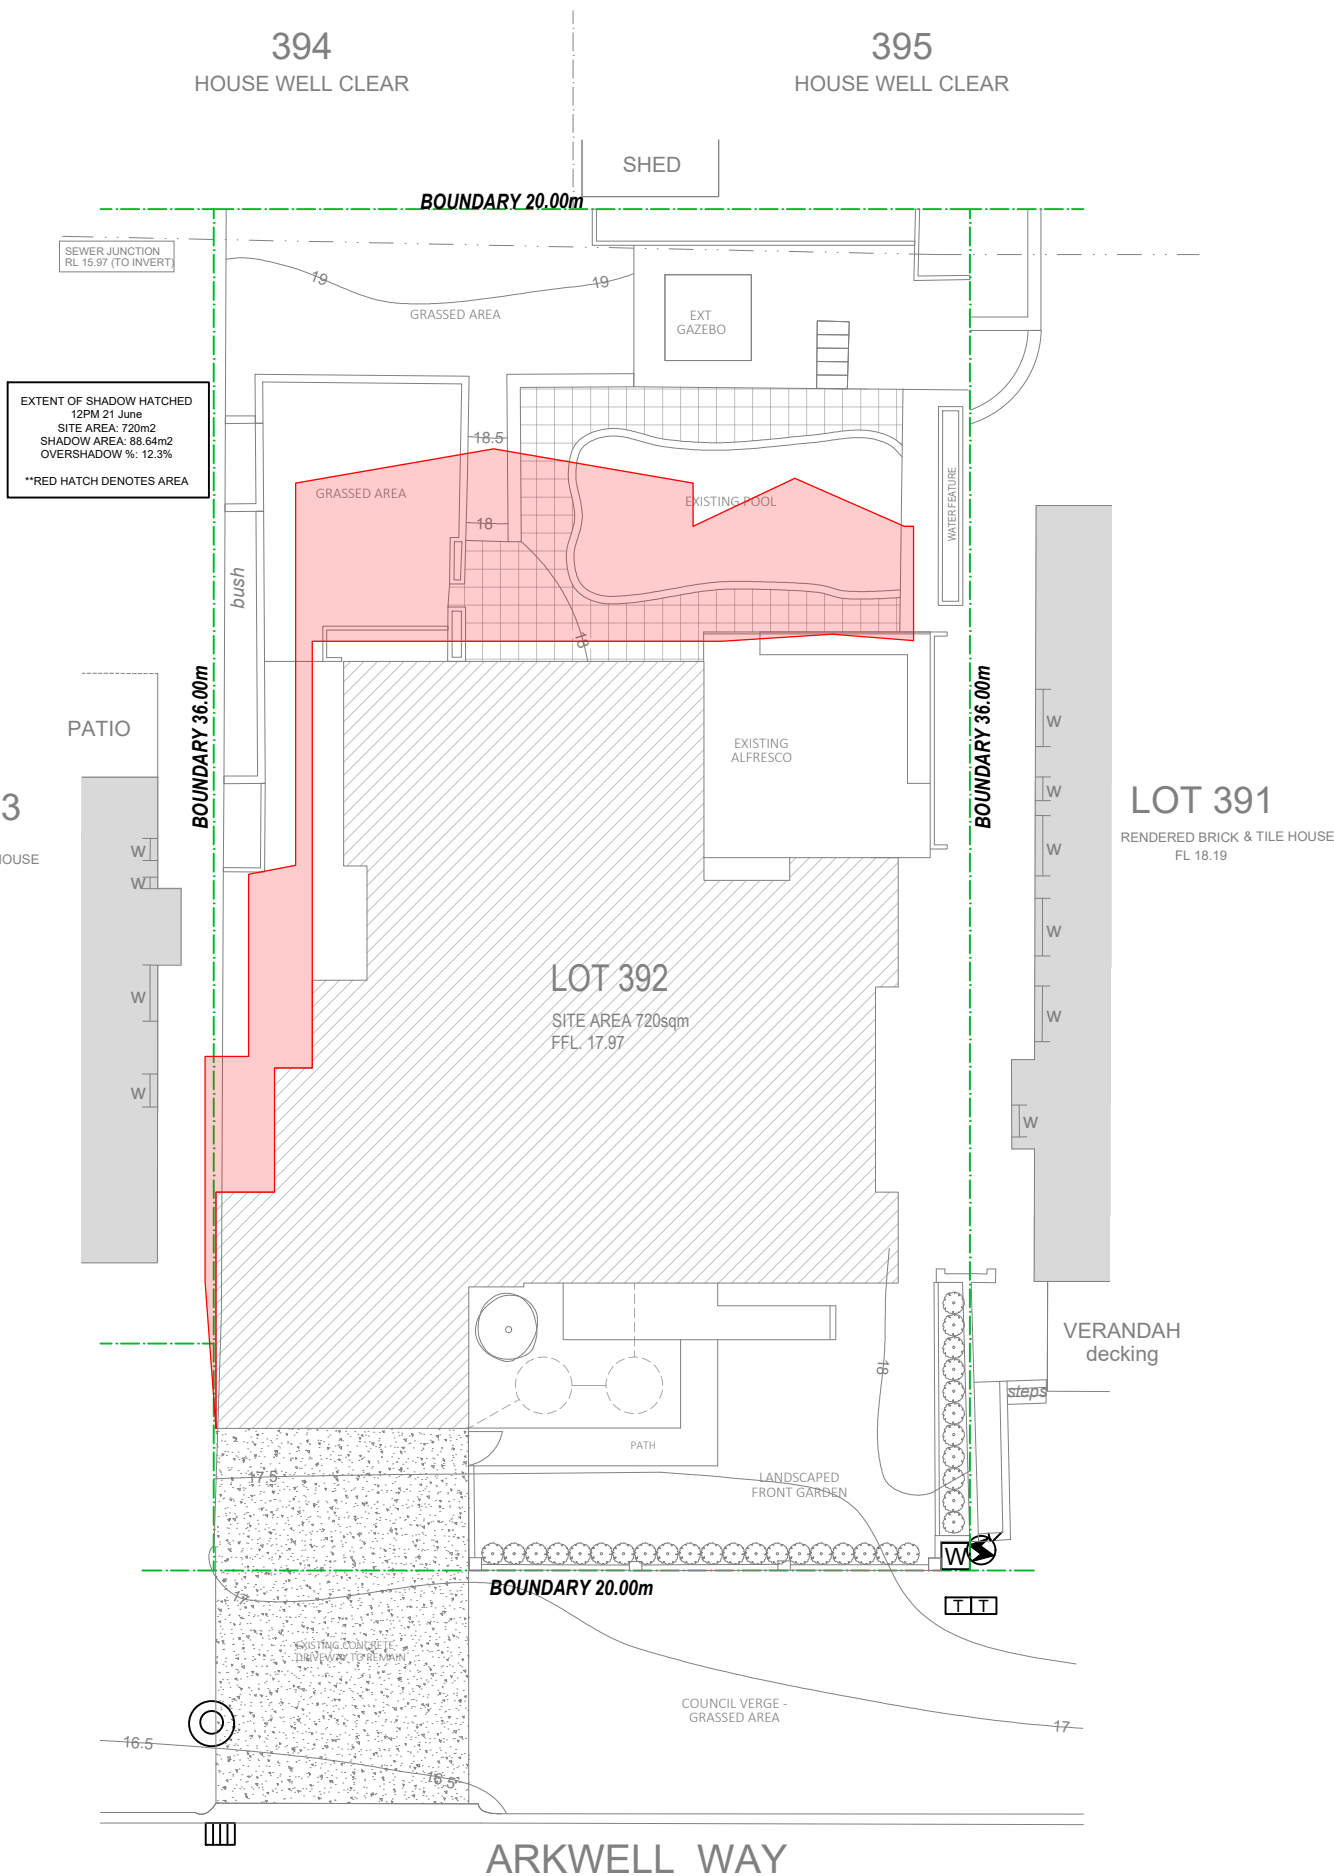 394
HOUSE WELL CLEAR
395
HOUSE WELL CLEAR
SHED
BOUNDARY 20.00m
SEWER JUNCTION
RL 15.97 (TO INVERT)
19
19
GRASSED AREA
EXT
GAZEBO
EXTENT OF SHADOW HATCHED
12PM 21 June
SITE AREA: 720m2
SHADOW AREA: 88.64m2
OVERSHADOW %: 12.3%
**RED HATCH DENOTES AREA
18.5
GRASSED AREA
EXISTING POOL
18
WATER FEATURE
bush
18
BOUNDARY 36.00m
BOUNDARY 36.00m
PATIO
EXISTING
ALFRESCO
W
W
W
W
W
W
W
W
W
W
3
HOUSE
LOT 391
RENDERED BRICK & TILE HOUSE
FL 18.19
LOT 392
SITE AREA 720sqm
FFL. 17.97
VERANDAH
decking
steps
18
PATH
17.5
LANDSCAPED
FRONT GARDEN
W
BOUNDARY 20.00m
T T
17
EXISTING CONCRETE
DRIVEWAY TO REMAIN
COUNCIL VERGE -
GRASSED AREA
17
16.5
16.5
ARKWELL WAY